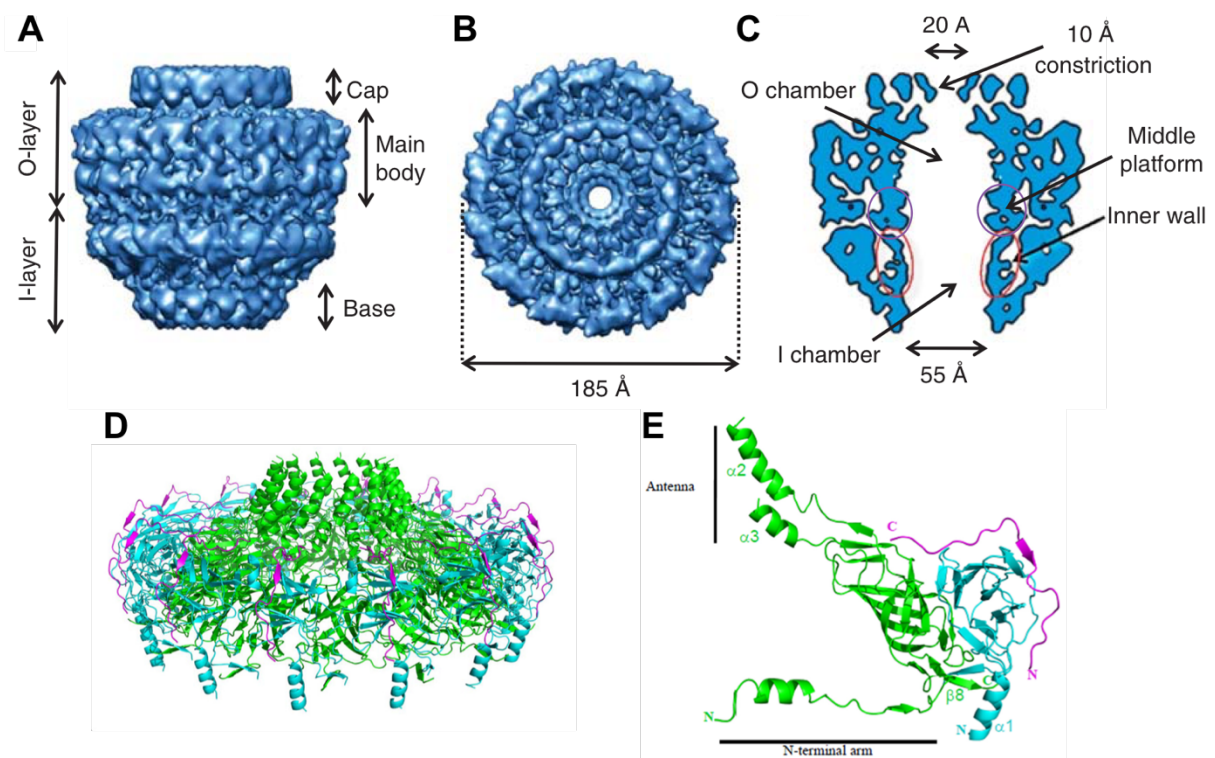 A
O-layer
I-layer
Cap
Main
body
Base
B
185 Å
C
20 A
10 Å
constriction
O chamber
Middle
platform
Inner wall
I chamber
55 Å
D
E
Antenna
α2
α3
C
N
C
β8
N
α1
N
N-terminal arm